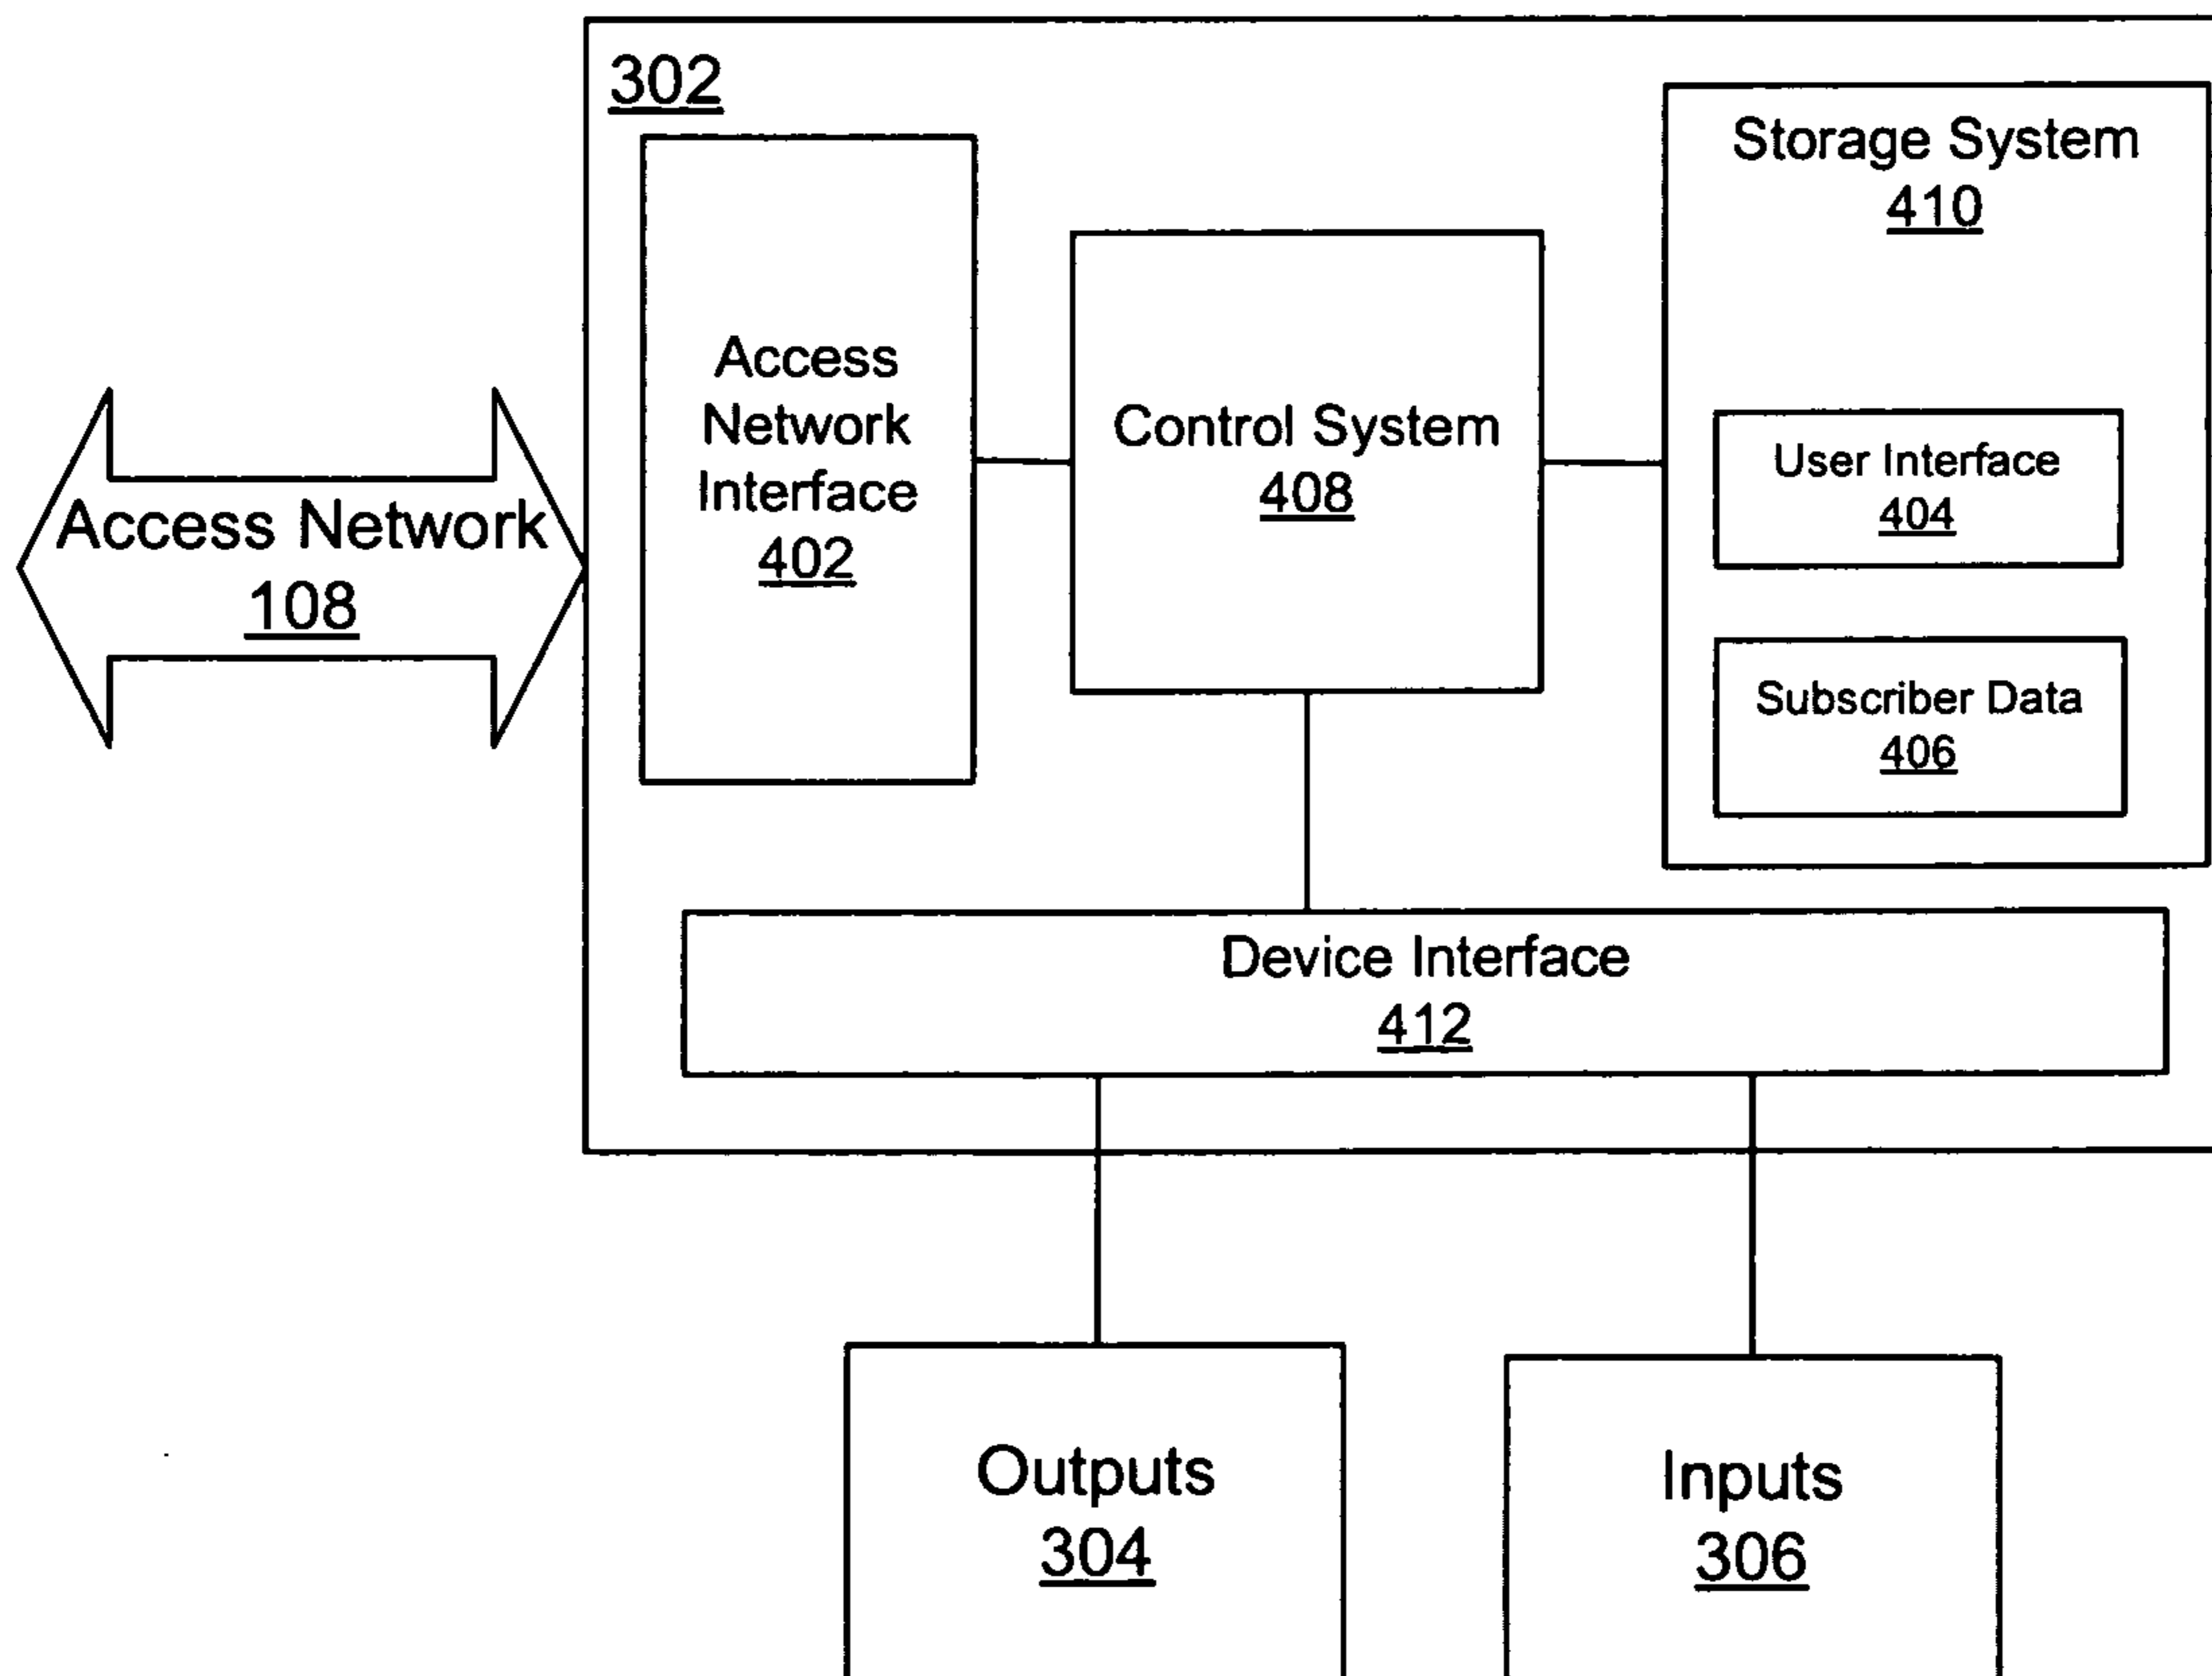 302
Access
Network
Interface
402
Control System
408
Storage System
410
User Interface
404
Subscriber Data
406
Access Network
108
Device Interface
412
Outputs
304
Inputs
306